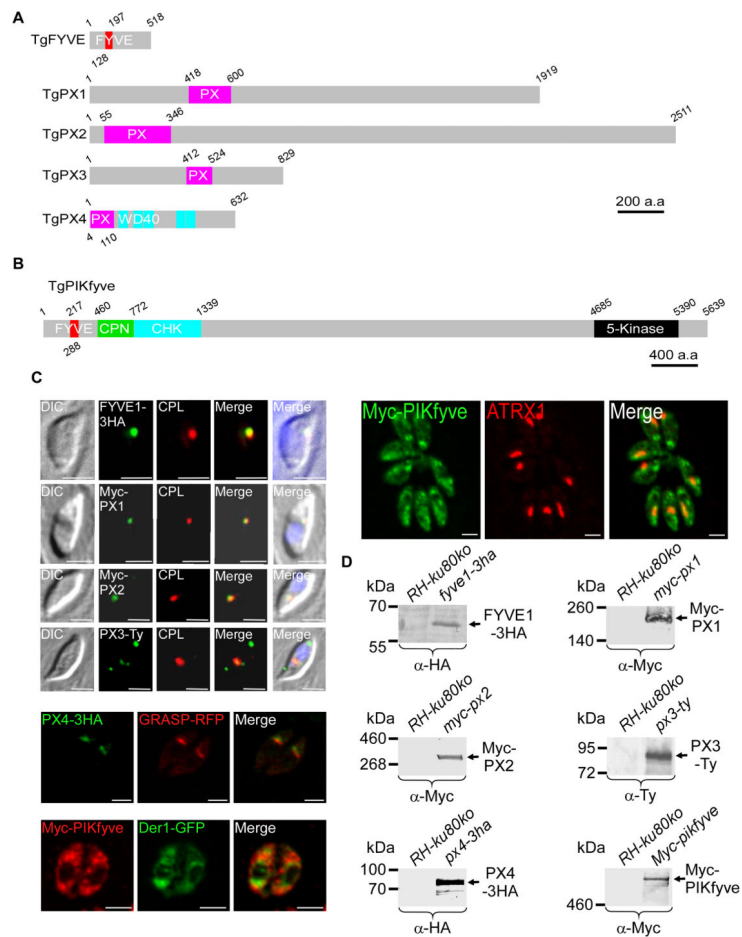 A
TgFYVE
1
197
518
FYVE
128
TgPX1
1
418
600
1919
PX
TgPX2
1
55
346
2511
PX
TgPX3
1
412
524
829
PX
TgPX4
1
632
PX
WD40
4
110
200 a.a
B
TgPIKfyve
1
217
460
772
1339
4685
5390
5639
FYVE
CPN
CHK
5-Kinase
288
400 a.a
C
DIC
FYVE1-
3HA
CPL
Merge
Merge
DIC
Myc-
PX1
CPL
Merge
Merge
DIC
Myc-
PX2
CPL
Merge
Merge
DIC
PX3-Ty
CPL
Merge
Merge
PX4-3HA
GRASP-RFP
Merge
Myc-PIKfyve
Der1-GFP
Merge
Myc-PIKfyve
ATRX1
Merge
D
kDa
RH-ku80ko
fyve1-3ha
70
55
FYVE1
-3HA
α-HA
kDa
RH-ku80ko
myc-px1
260
140
Myc-
PX1
α-Myc
kDa
RH-ku80ko
myc-px2
460
268
Myc-
PX2
α-Myc
kDa
RH-ku80ko
px3-ty
95
72
PX3
-Ty
α-Ty
kDa
RH-ku80ko
px4-3ha
100
70
PX4
-3HA
α-HA
kDa
RH-ku80ko
Myc-pikfyve
460
Myc-
PIKfyve
α-Myc